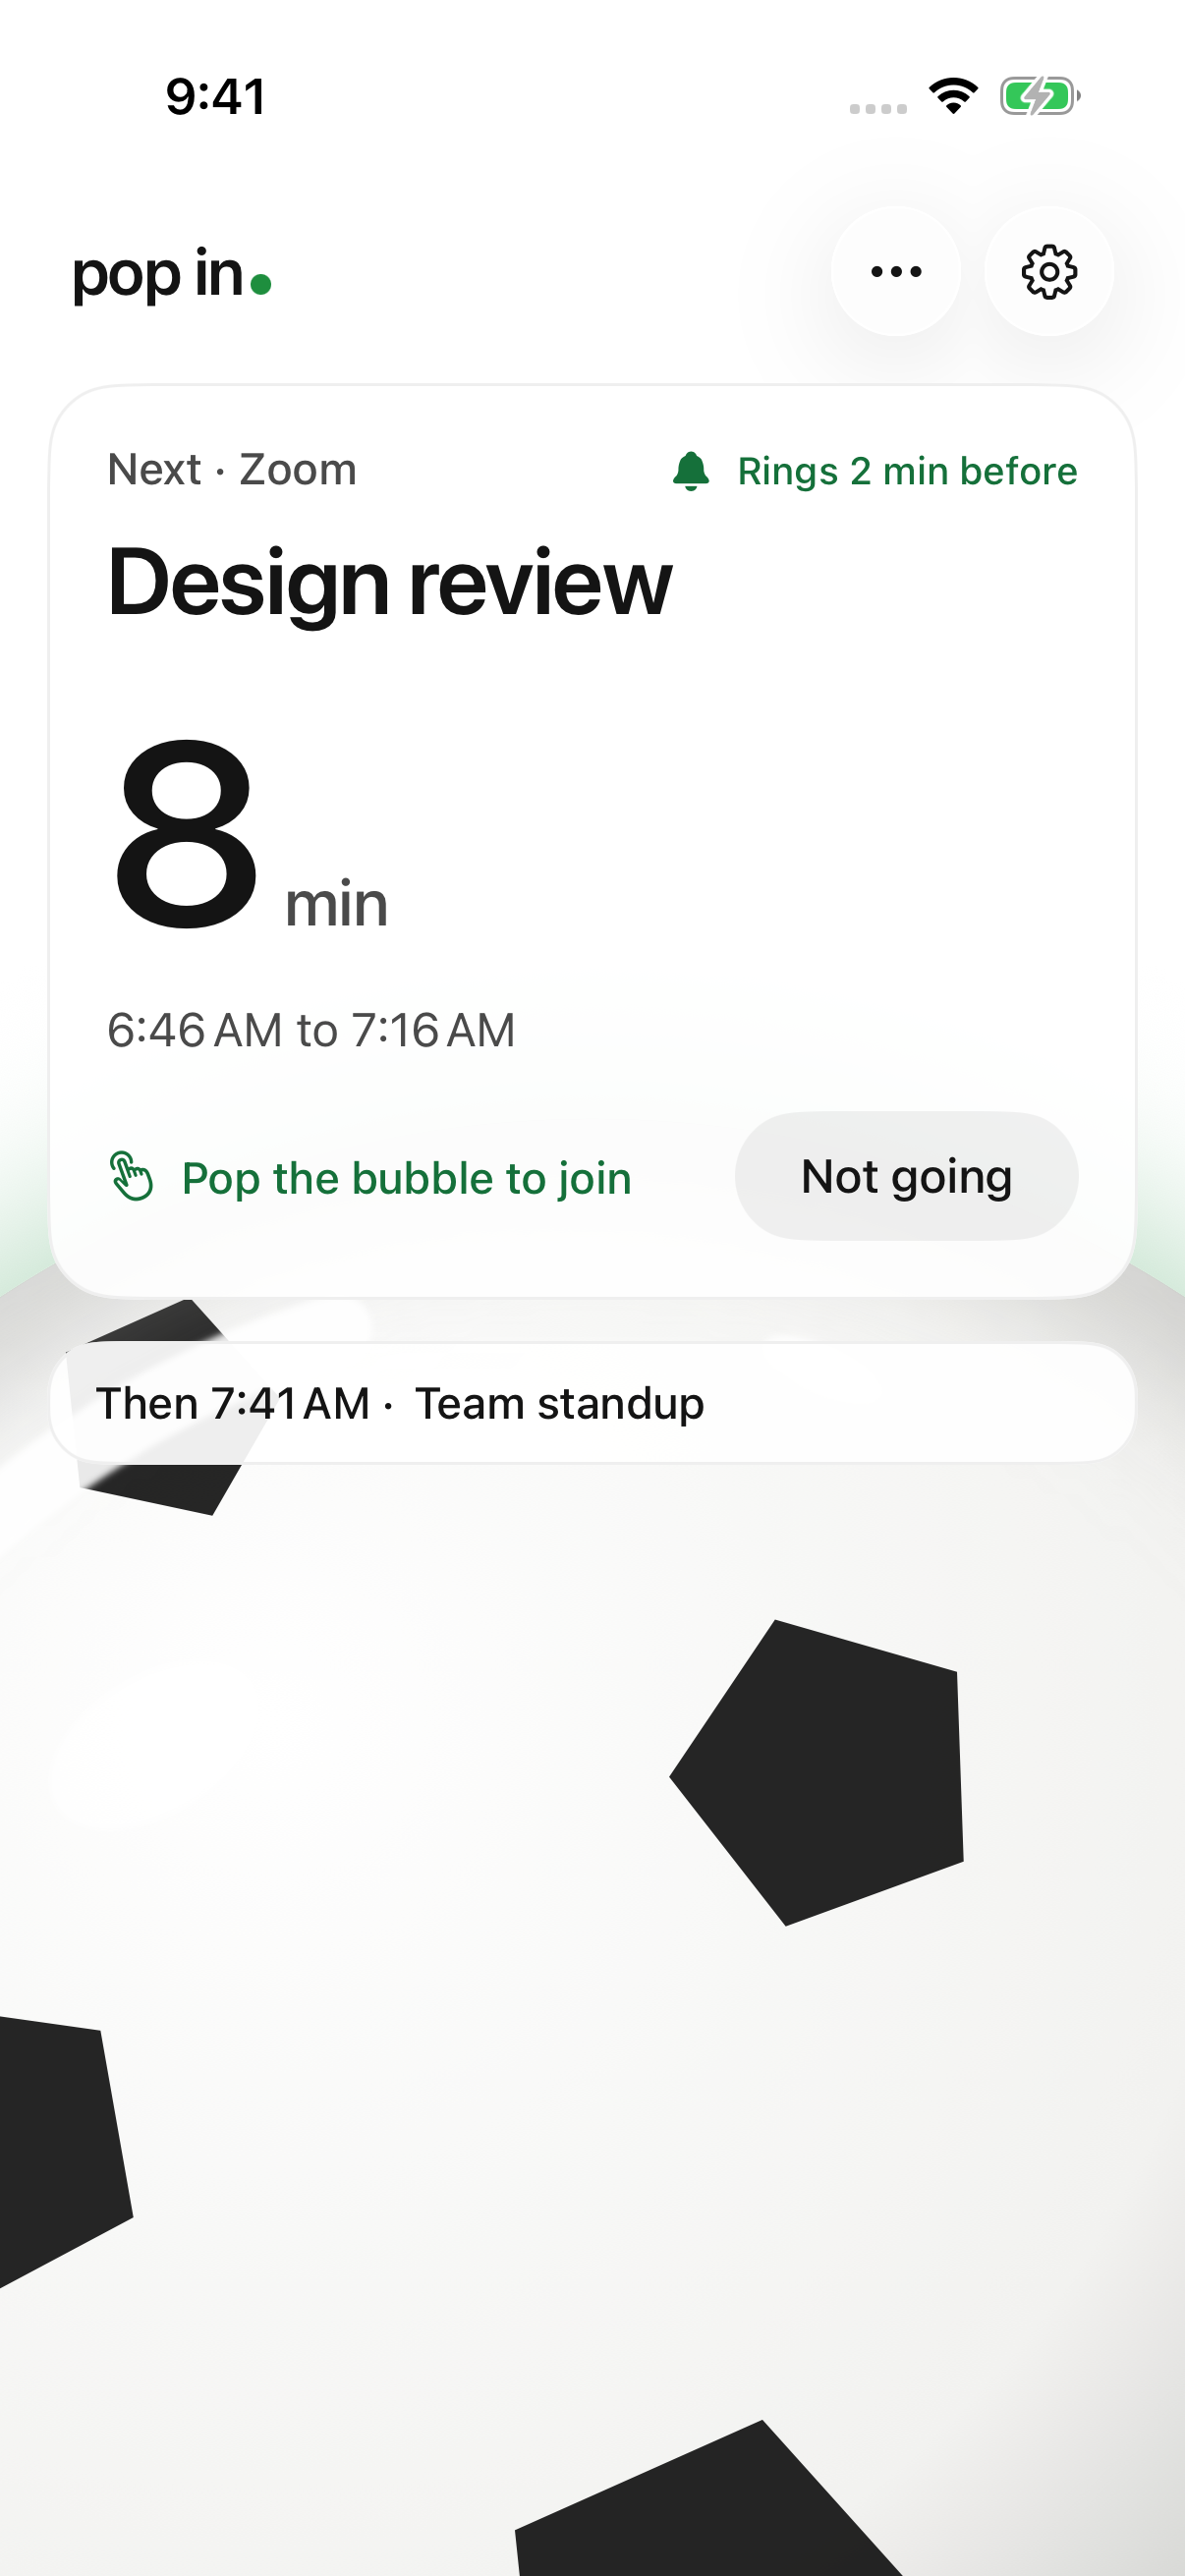 9:41
pop in
Next · Zoom
Rings 2 min before
Design review
8 min
6:46 AM to 7:16 AM
Pop the bubble to join
Not going
Then 7:41 AM · Team standup